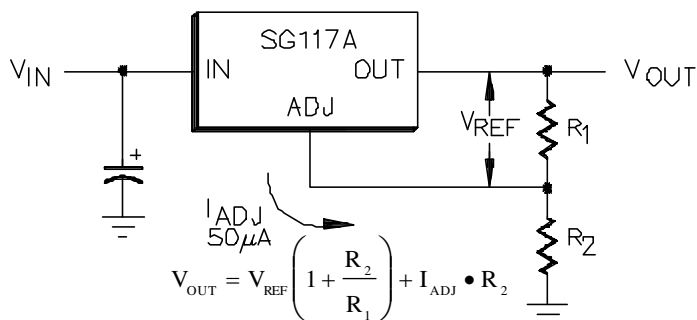 SG117A
V_IN IN OUT V_OUT
ADJ
V_REF R_1
+
I_ADJ
50μA
R_2
V_OUT = V_REF (1 + R_2/R_1) + I_ADJ • R_2